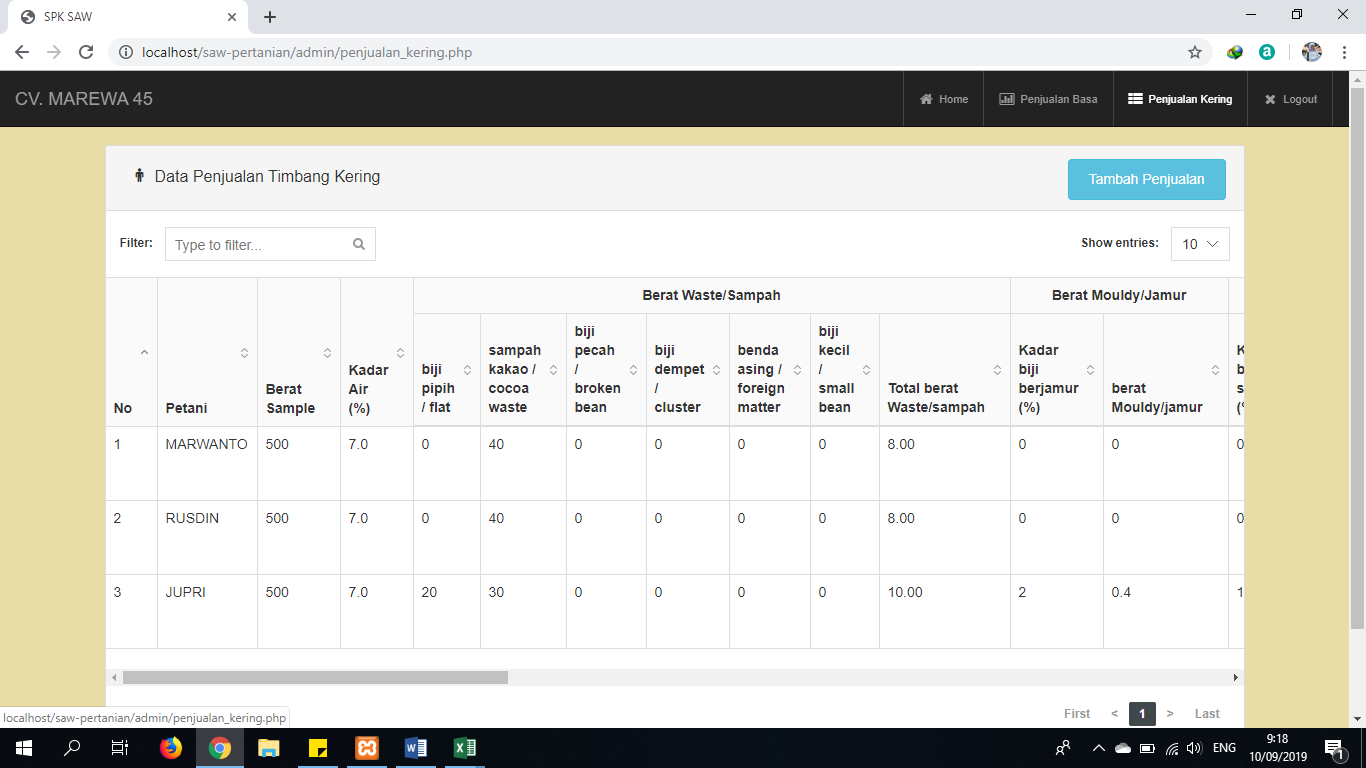 SPK SAW
localhost/saw-pertanian/admin/penjualan_kering.php
CV. MAREWA 45
Home
Penjualan Basa
Penjualan Kering
Logout
Data Penjualan Timbang Kering
Tambah Penjualan
Filter:
Type to filter...
Show entries:
10
Berat Waste/Sampah
Berat Mouldy/Jamur
No
Petani
Berat
Sample
Kadar
Air
(%)
biji
pipih
/ flat
sampah
kakao /
cocoa
waste
biji
pecah
/
broken
bean
biji
dempet
/
cluster
benda
asing /
foreign
matter
biji
kecil
/
small
bean
Total berat
Waste/sampah
Kadar
biji
berjamur
(%)
berat
Mouldy/jamur
1 MARWANTO 500 7.0 0 40 0 0 0 0 8.00 0 0 0
2 RUSDIN 500 7.0 0 40 0 0 0 0 8.00 0 0 0
3 JUPRI 500 7.0 20 30 0 0 0 0 10.00 2 0.4 1
First < 1 > Last
localhost/saw-pertanian/admin/penjualan_kering.php
ENG
9:18
10/09/2019
1